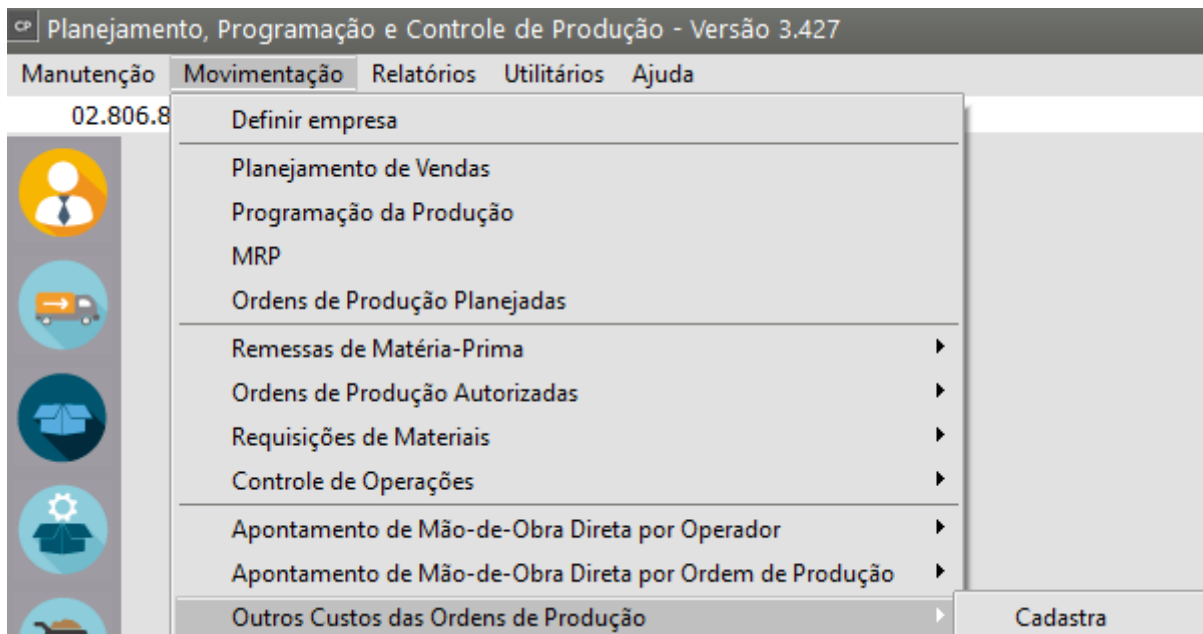 CP Planejamento, Programação e Controle de Produção - Versão 3.427
Manutenção Movimentação Relatórios Utilitários Ajuda
02.806.8
Definir empresa
Planejamento de Vendas
Programação da Produção
MRP
Ordens de Produção Planejadas
Remessas de Matéria-Prima
Ordens de Produção Autorizadas
Requisições de Materiais
Controle de Operações
Apontamento de Mão-de-Obra Direta por Operador
Apontamento de Mão-de-Obra Direta por Ordem de Produção
Outros Custos das Ordens de Produção Cadastra